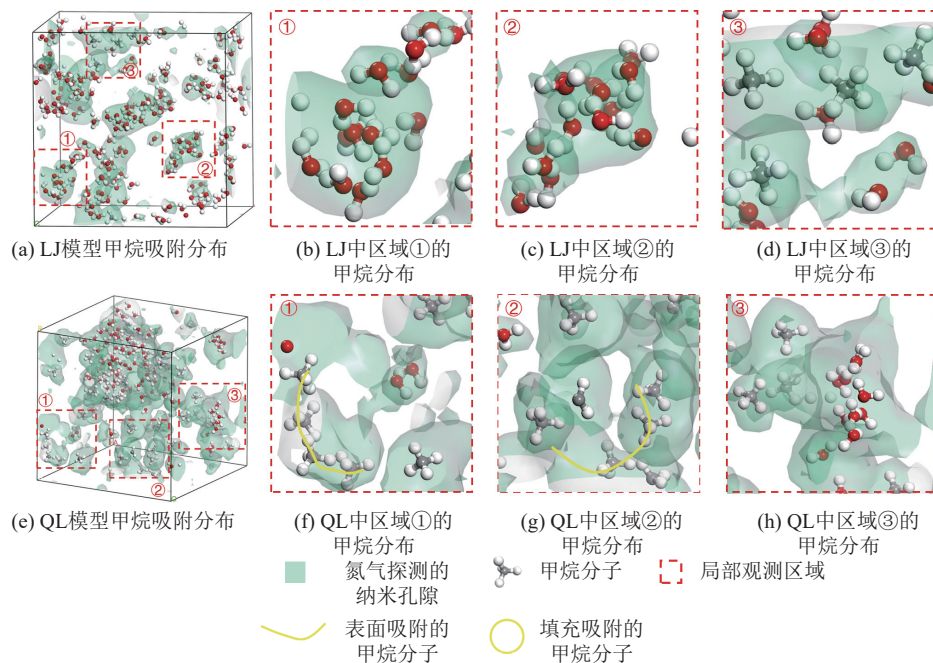 ①
②
③
①
②
③
(a) LJ模型甲烷吸附分布
(b) LJ中区域①的
甲烷分布
(c) LJ中区域②的
甲烷分布
(d) LJ中区域③的
甲烷分布
①
②
③
①
②
③
(e) QL模型甲烷吸附分布
(f) QL中区域①的
甲烷分布
(g) QL中区域②的
甲烷分布
(h) QL中区域③的
甲烷分布
氮气探测的
纳米孔隙
甲烷分子
局部观测区域
表面吸附的
甲烷分子
填充吸附的
甲烷分子